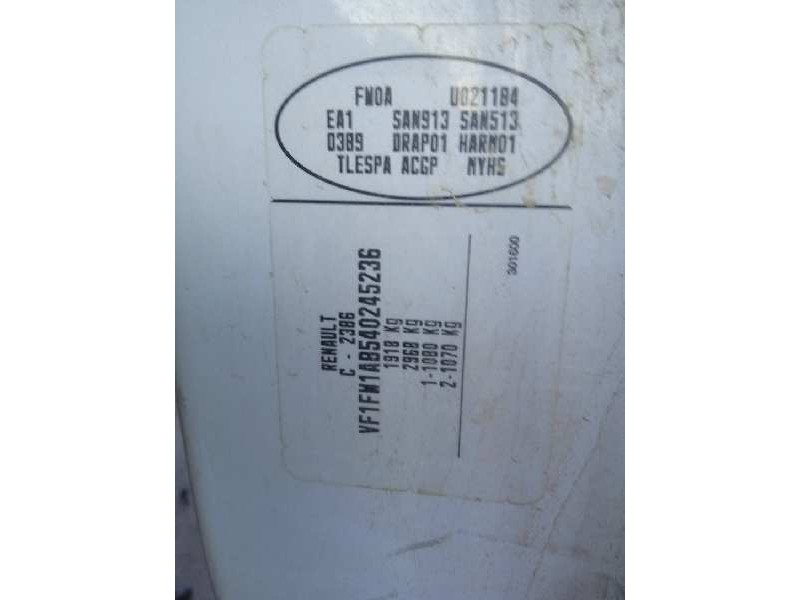 FW0A U021184
EA1 SAN913 SAN513
0389 DRAP01 HARM01
TLESPA ACGP NYHS
RENAULT
C - 2386
VF1FW1AB540245236
1918 Kg
2968 Kg
1-1080 Kg
2-1070 Kg
301600